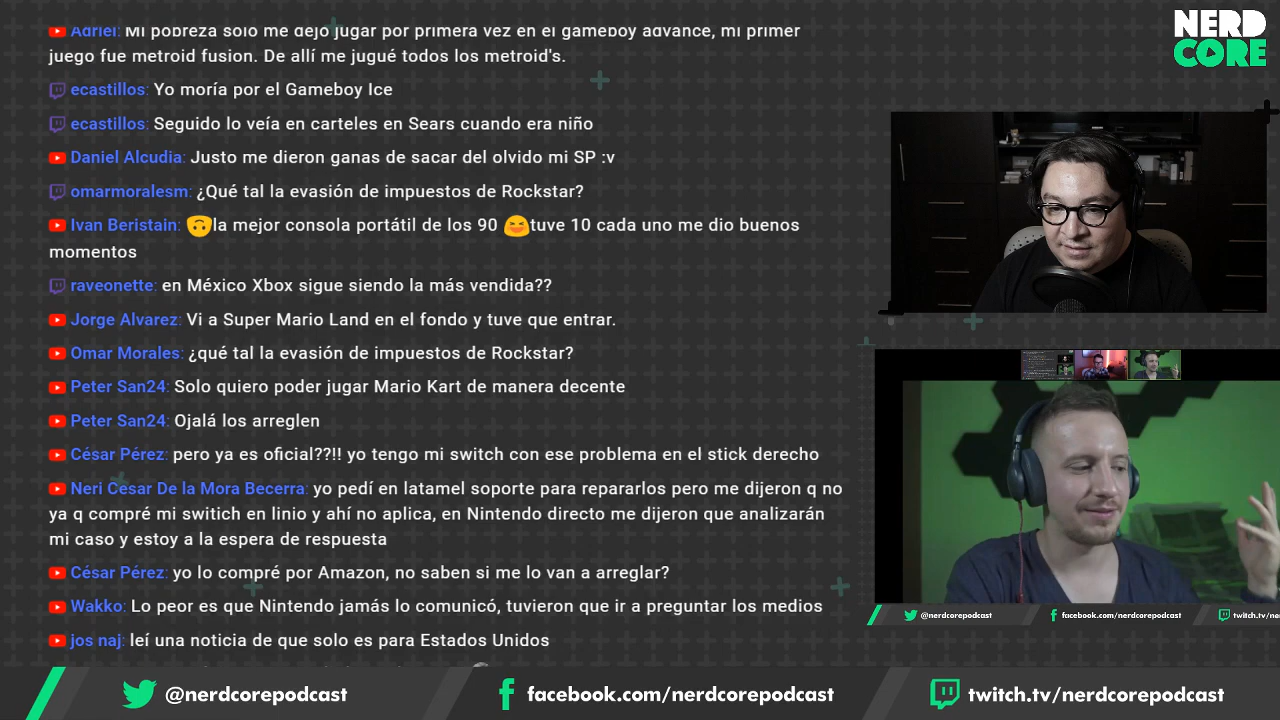 Adriel: Mi pobreza solo me dejo jugar por primera vez en el gameboy advance, mi primer
juego fue metroid fusion. De allí me jugué todos los metroid's.
ecastillos: Yo moría por el Gameboy Ice
ecastillos: Seguido lo veía en carteles en Sears cuando era niño
Daniel Alcudia: Justo me dieron ganas de sacar del olvido mi SP :v
omarmoralesm: ¿Qué tal la evasión de impuestos de Rockstar?
Ivan Beristain: 🙃la mejor consola portátil de los 90 😆tuve 10 cada uno me dio buenos
momentos
raveonette: en México Xbox sigue siendo la más vendida??
Jorge Alvarez: Vi a Super Mario Land en el fondo y tuve que entrar.
Omar Morales: ¿qué tal la evasión de impuestos de Rockstar?
Peter San24: Solo quiero poder jugar Mario Kart de manera decente
Peter San24: Ojalá los arreglen
César Pérez: pero ya es oficial??!! yo tengo mi switch con ese problema en el stick derecho
Neri Cesar De la Mora Becerra: yo pedí en latamel soporte para repararlos pero me dijeron q no
ya q compré mi switich en linio y ahí no aplica, en Nintendo directo me dijeron que analizarán
mi caso y estoy a la espera de respuesta
César Pérez: yo lo compré por Amazon, no saben si me lo van a arreglar?
Wakko: Lo peor es que Nintendo jamás lo comunicó, tuvieron que ir a preguntar los medios
jos naj: leí una noticia de que solo es para Estados Unidos
NERD
CORE
@nerdcorepodcast
facebook.com/nerdcorepodcast
twitch.tv/ne
@nerdcorepodcast
facebook.com/nerdcorepodcast
twitch.tv/nerdcorepodcast